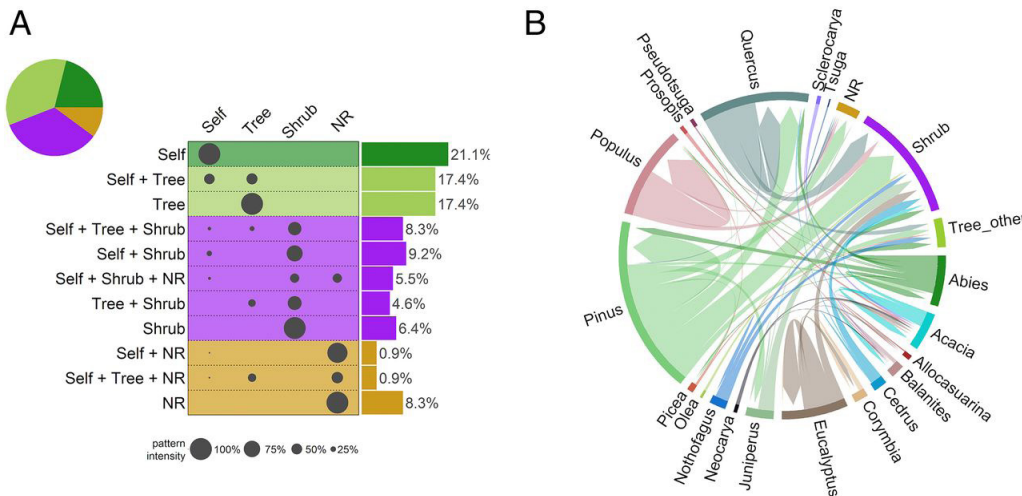 A
Self Tree Shrub NR
Self 21.1%
Self + Tree 17.4%
Tree 17.4%
Self + Tree + Shrub 8.3%
Self + Shrub 9.2%
Self + Shrub + NR 5.5%
Tree + Shrub 4.6%
Shrub 6.4%
Self + NR 0.9%
Self + Tree + NR 0.9%
NR 8.3%
pattern
intensity 100% 75% 50% 25%
B
Quercus
Sclerocarya
Tsuga
NR
Shrub
Tree_other
Abies
Acacia
Allocasuarina
Balanites
Cedrus
Corymbia
Eucalyptus
Juniperus
Neocarya
Nothofagus
Olea
Picea
Pinus
Populus
Prosopis
Pseudotsuga